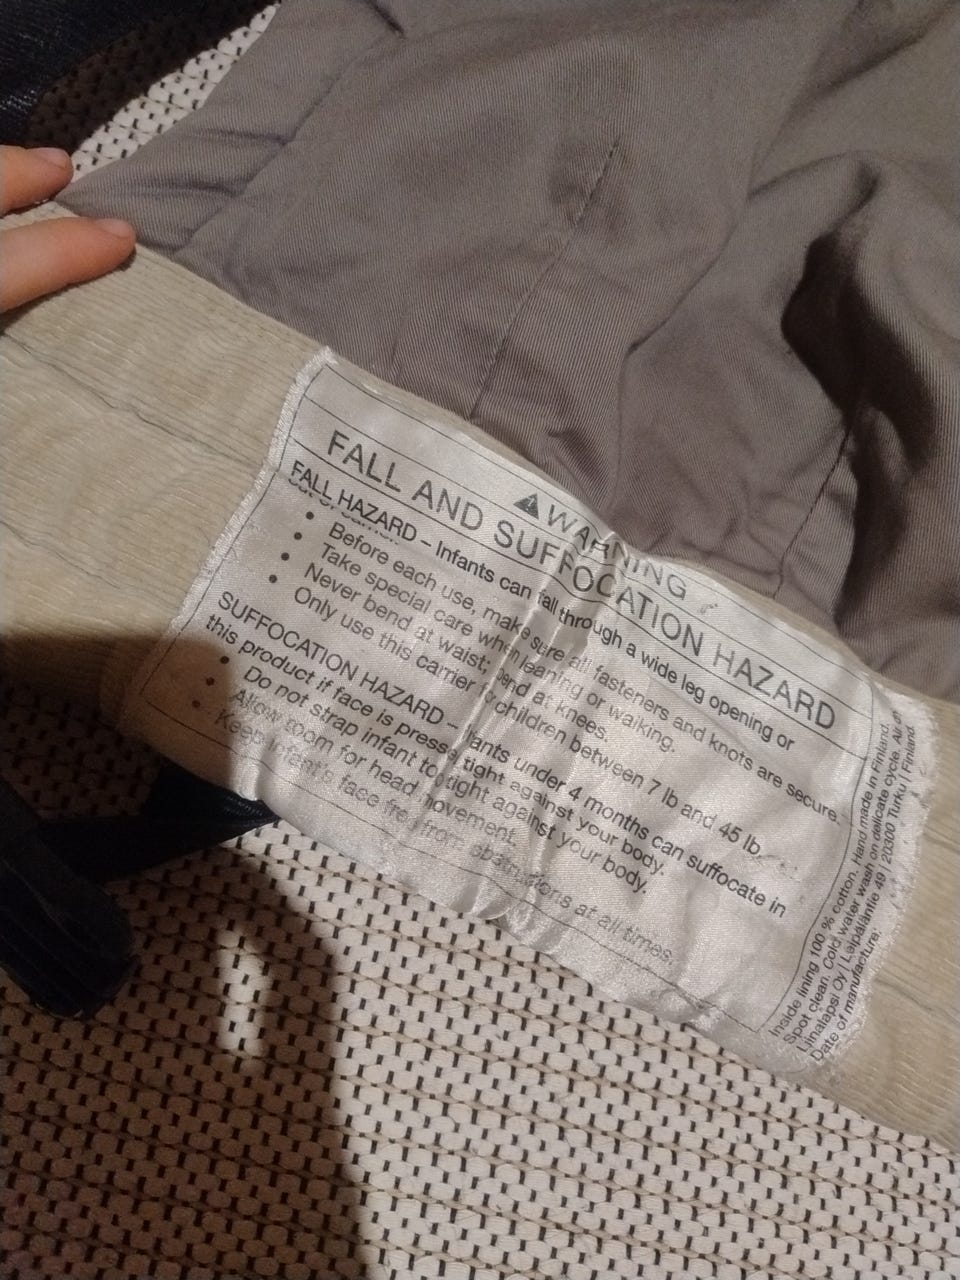 ⚠WARNING
FALL AND SUFFOCATION HAZARD
FALL HAZARD – Infants can fall through a wide leg opening or
• Before each use, make sure all fasteners and knots are secure.
• Take special care when leaning or walking.
• Never bend at waist; bend at knees.
• Only use this carrier for children between 7 lb and 45 lb
SUFFOCATION HAZARD – Infants under 4 months can suffocate in
this product if face is pressed tight against your body.
• Do not strap infant too tight against your body.
• Allow room for head movement.
• Keep infant's face free from obstructions at all times.
Inside lining 100 % cotton. Hand made in Finland.
Spot clean. Cold water wash on delicate cycle. Air
Liinalapsi Oy | Laipäläntie 49 | 20300 Turku | Finland
Date of manufacture: